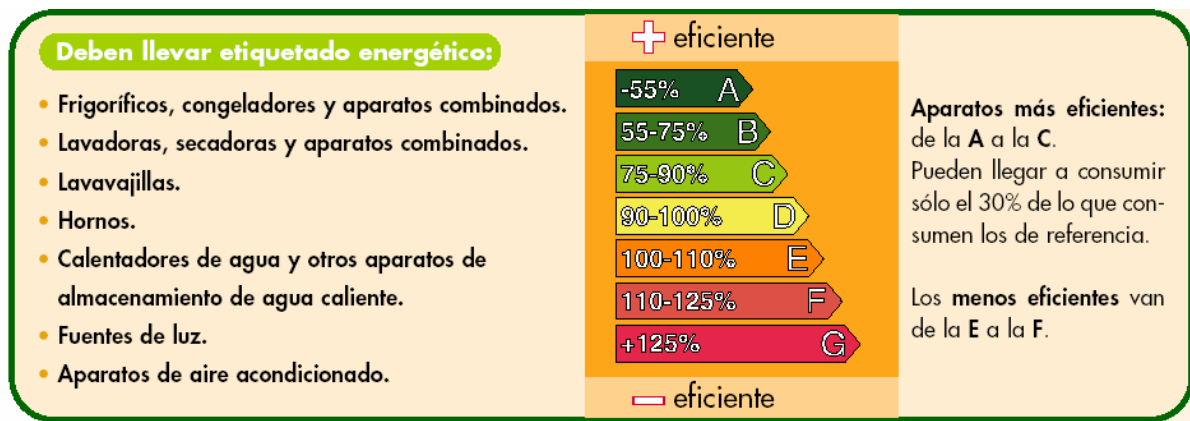 Deben llevar etiquetado energético:
• Frigoríficos, congeladores y aparatos combinados.
• Lavadoras, secadoras y aparatos combinados.
• Lavavajillas.
• Hornos.
• Calentadores de agua y otros aparatos de
almacenamiento de agua caliente.
• Fuentes de luz.
• Aparatos de aire acondicionado.
+ eficiente
-55% A
55-75% B
75-90% C
90-100% D
100-110% E
110-125% F
+125% G
- eficiente
Aparatos más eficientes:
de la A a la C.
Pueden llegar a consumir
sólo el 30% de lo que con-
sumen los de referencia.
Los menos eficientes van
de la E a la F.